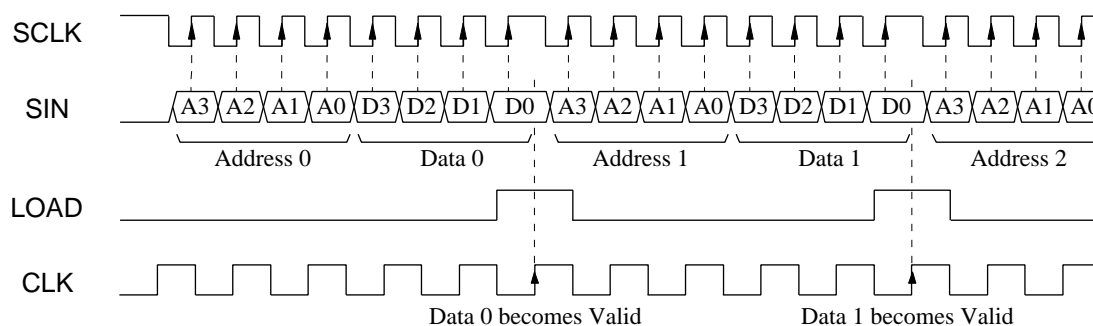 SCLK
SIN A3 A2 A1 A0 D3 D2 D1 D0 A3 A2 A1 A0 D3 D2 D1 D0 A3 A2 A1 A0
Address 0 Data 0 Address 1 Data 1 Address 2
LOAD
CLK
Data 0 becomes Valid Data 1 becomes Valid